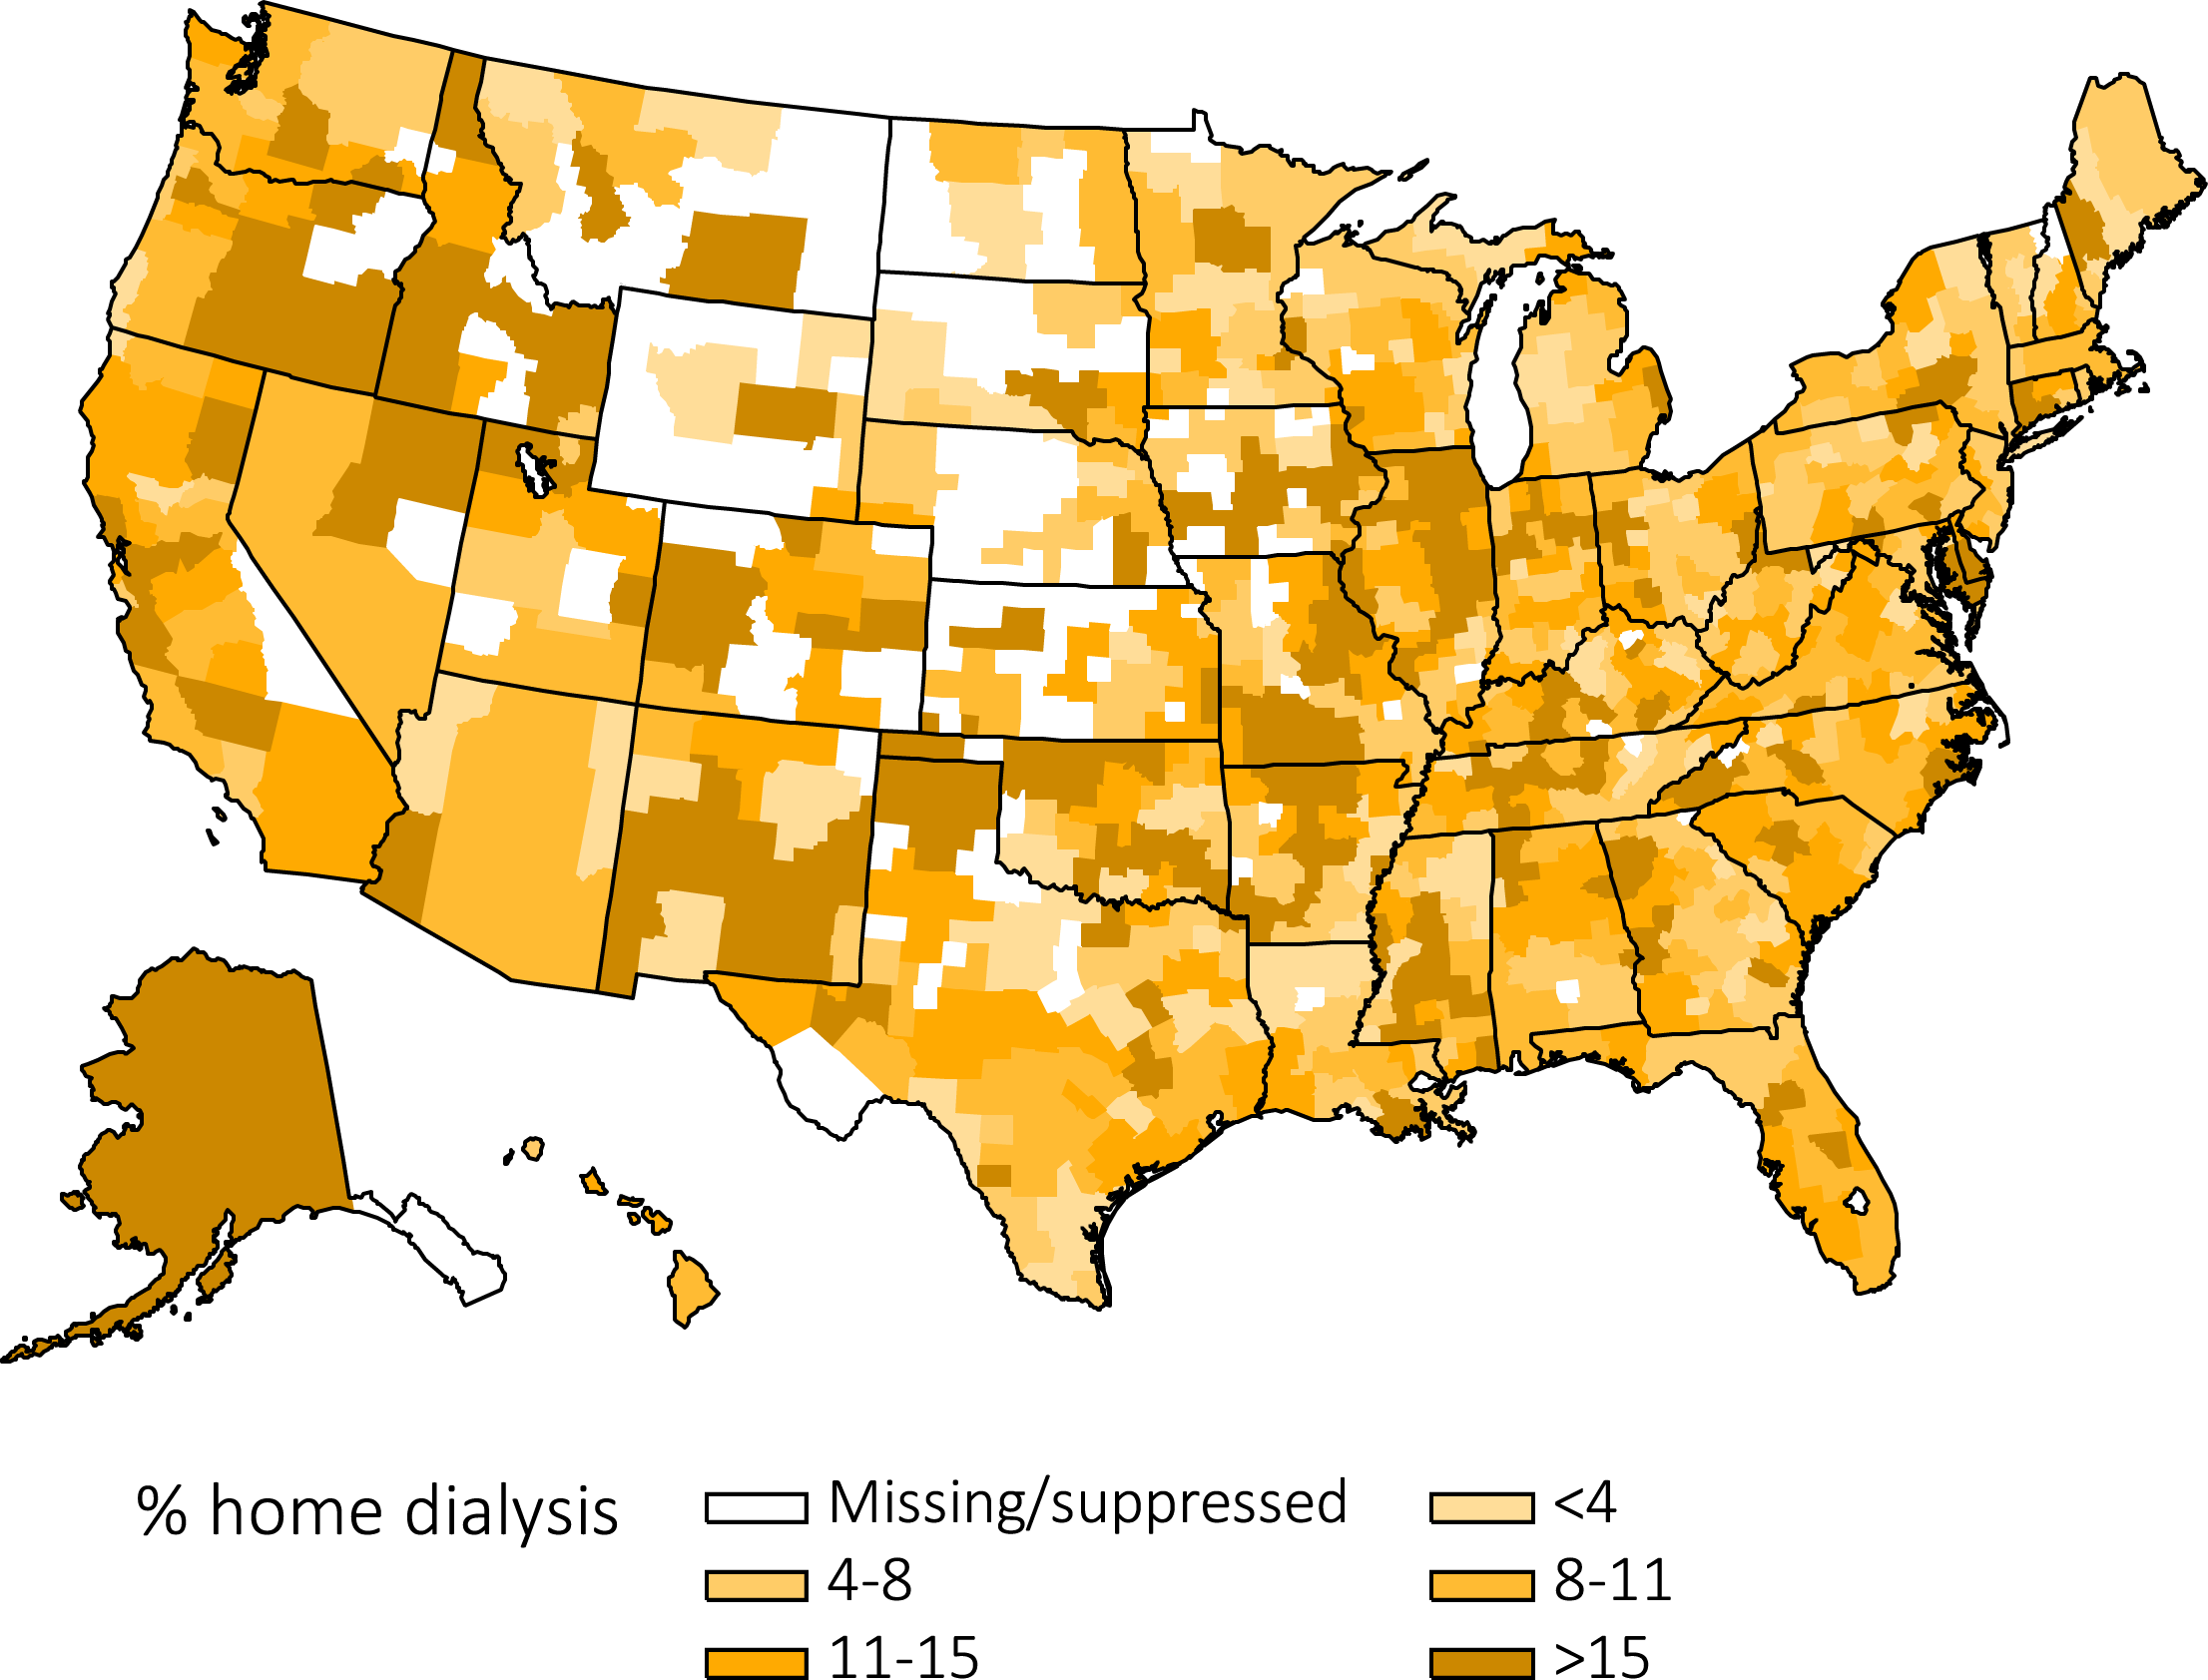 % home dialysis
Missing/suppressed
<4
4-8
8-11
11-15
>15